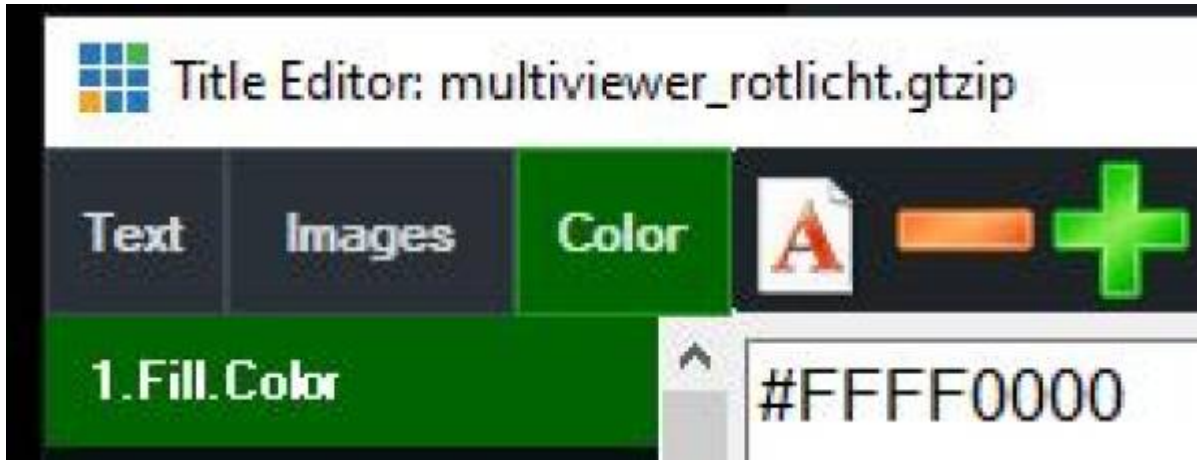 Title Editor: multiviewer_rotlicht.gtzip
Text Images Color A
1.Fill.Color
#FFFF0000